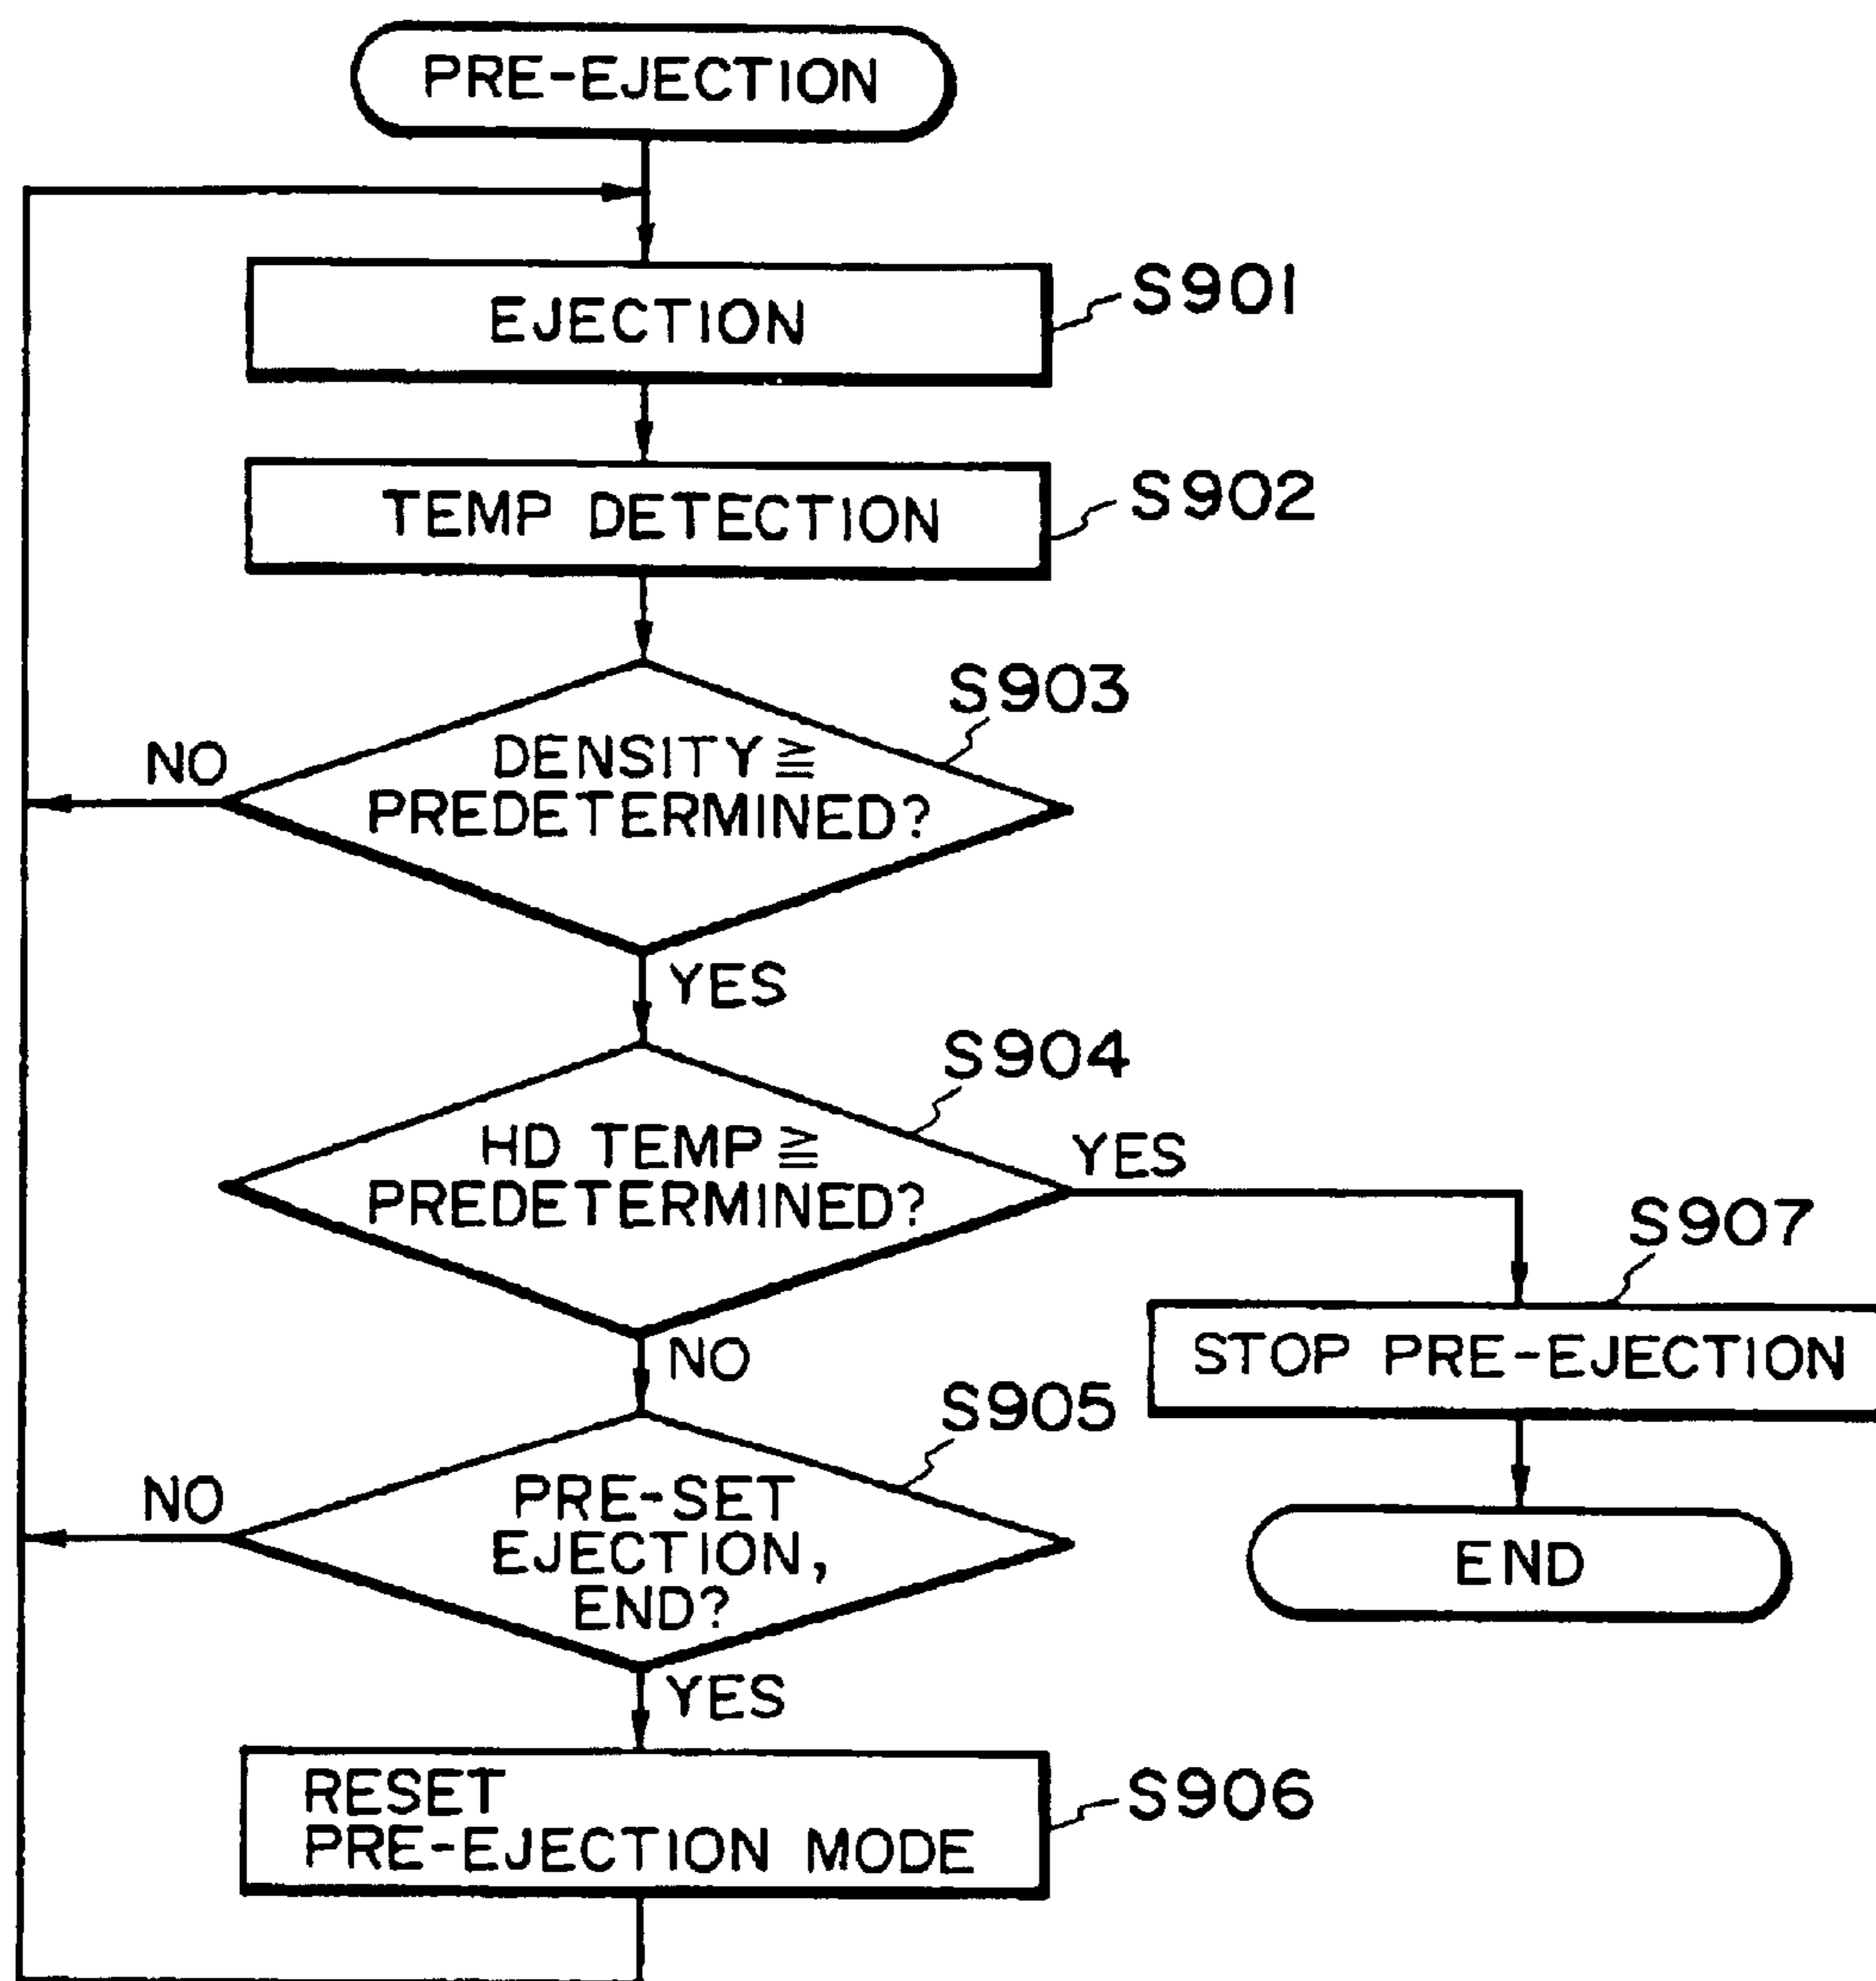 PRE-EJECTION
EJECTION
S901
TEMP DETECTION
S902
S903
DENSITY ≧
PREDETERMINED?
NO
YES
S904
HD TEMP ≧
PREDETERMINED?
YES
NO
S907
STOP PRE-EJECTION
S905
PRE-SET
EJECTION,
END?
NO
END
YES
RESET
PRE-EJECTION MODE
S906